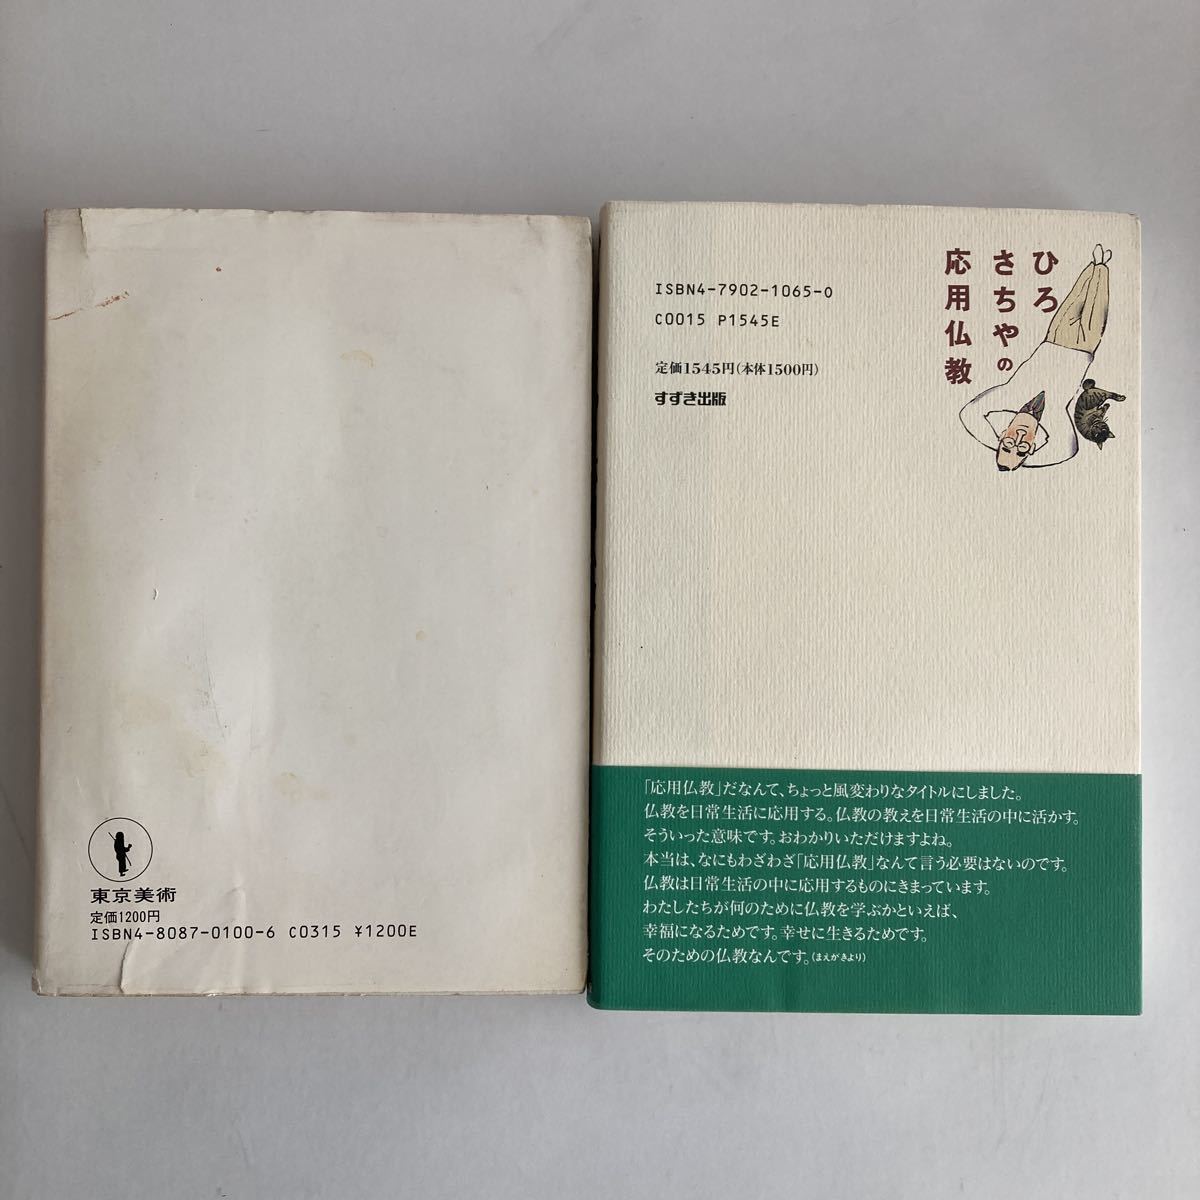 東京美術
定価1200円
ISBN4-8087-0100-6 C0315 ¥1200E
ISBN4-7902-1065-0
C0015 P1545E
定価1545円(本体1500円)
すずき出版
ひろ
さちやの
応用仏教
「応用仏教」だなんて、ちょっと風変わりなタイトルにしました。
仏教を日常生活に応用する。仏教の教えを日常生活の中に活かす。
そういった意味です。おわかりいただけますよね。
本当は、なにもわざわざ「応用仏教」なんて言う必要はないのです。
仏教は日常生活の中に応用するものにきまっています。
わたしたちが何のために仏教を学ぶかといえば、
幸福になるためです。幸せに生きるためです。
そのための仏教なんです。(まえがきより)